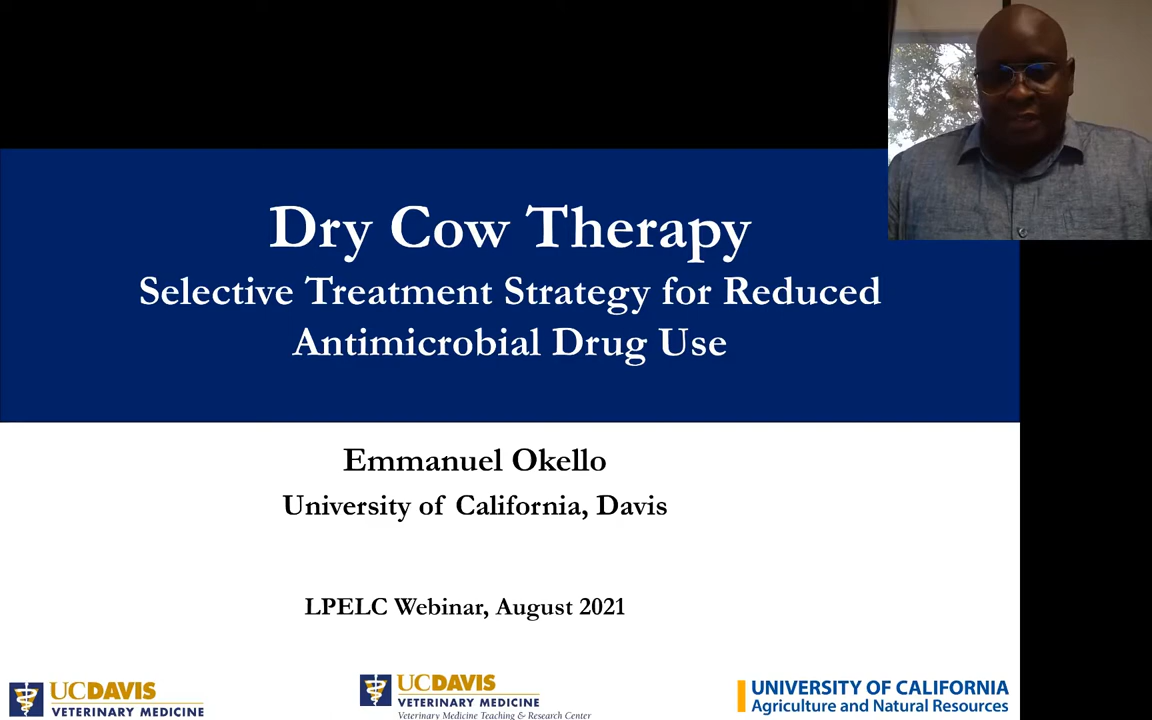 Dry Cow Therapy
Selective Treatment Strategy for Reduced
Antimicrobial Drug Use
Emmanuel Okello
University of California, Davis
LPELC Webinar, August 2021
UCDAVIS
VETERINARY MEDICINE
UCDAVIS
VETERINARY MEDICINE
Veterinary Medicine Teaching & Research Center
UNIVERSITY OF CALIFORNIA
Agriculture and Natural Resources